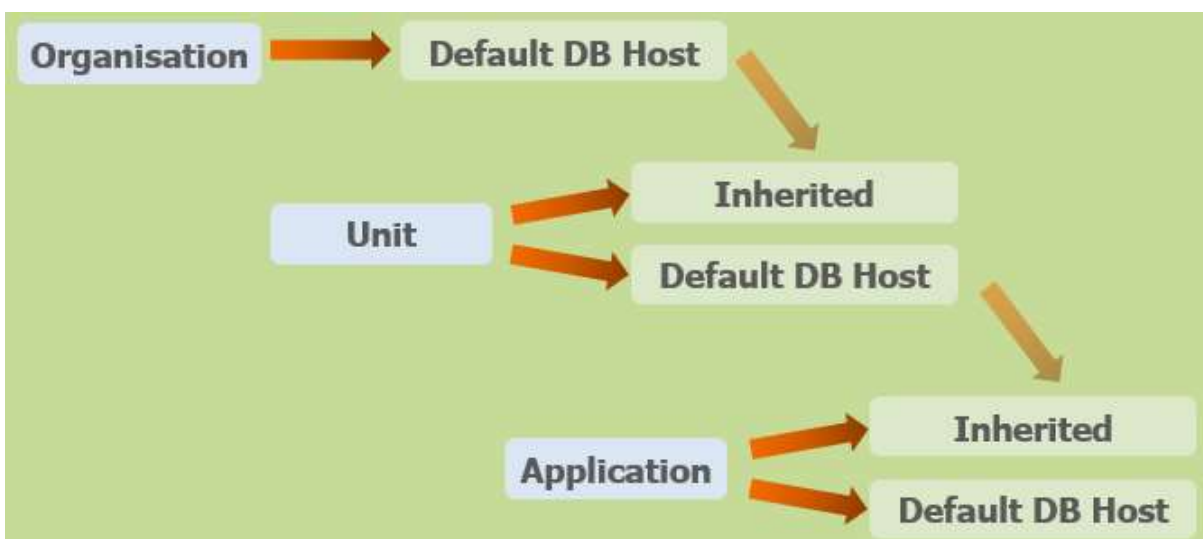 Organisation
Default DB Host
Inherited
Unit
Default DB Host
Inherited
Application
Default DB Host